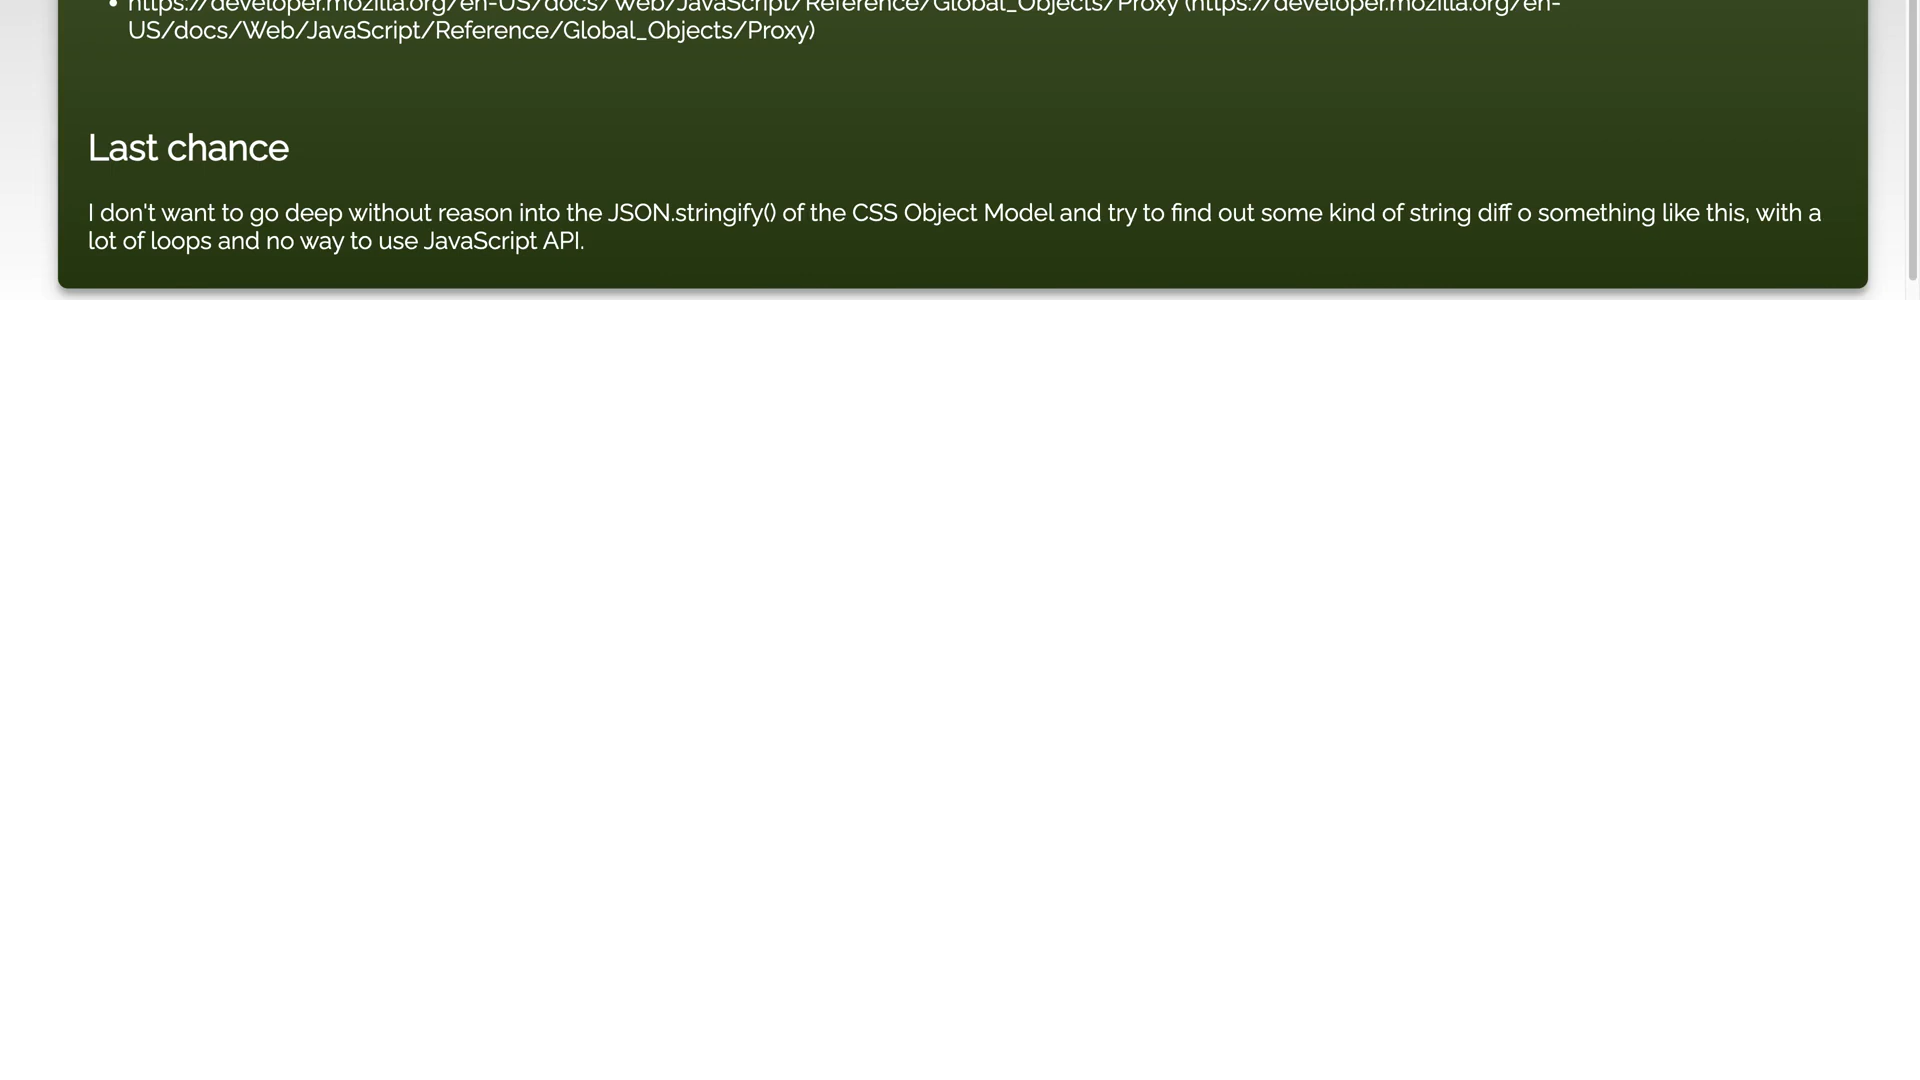 • https://developer.mozilla.org/en-US/docs/Web/JavaScript/Reference/Global_Objects/Proxy (https://developer.mozilla.org/en-
US/docs/Web/JavaScript/Reference/Global_Objects/Proxy)
Last chance
I don't want to go deep without reason into the JSON.stringify() of the CSS Object Model and try to find out some kind of string diff o something like this, with a
lot of loops and no way to use JavaScript API.